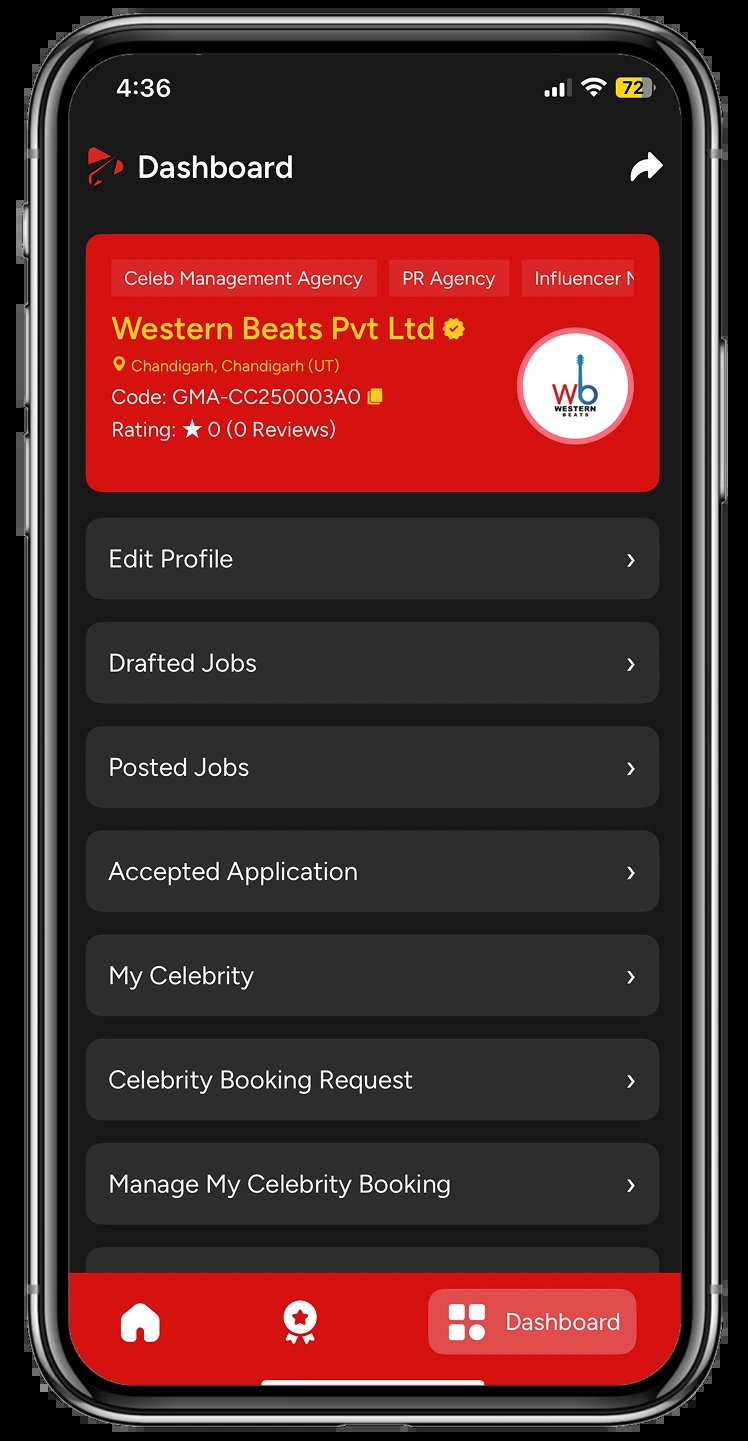 4:36
72
Dashboard
Celeb Management Agency PR Agency Influencer
Western Beats Pvt Ltd
Chandigarh, Chandigarh (UT)
Code: GMA-CC250003A0
Rating: ★ 0 (0 Reviews)
wb
WESTERN
BEATS
Edit Profile ›
Drafted Jobs ›
Posted Jobs ›
Accepted Application ›
My Celebrity ›
Celebrity Booking Request ›
Manage My Celebrity Booking ›
Dashboard